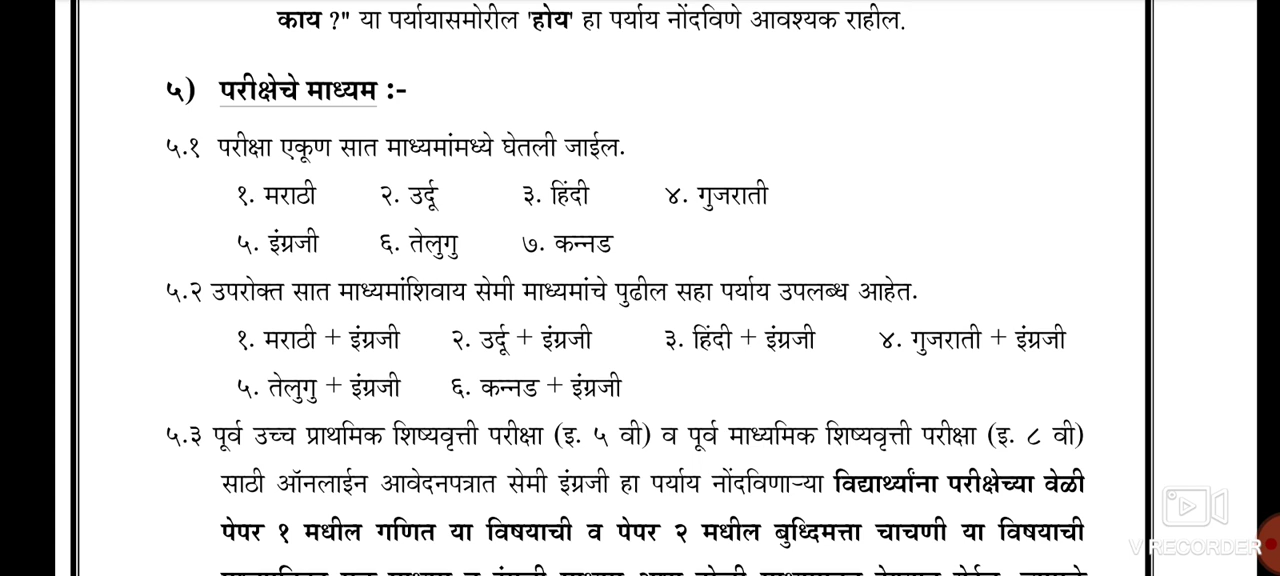 काय ?" या पर्यायासमोरील 'होय' हा पर्याय नोंदविणे आवश्यक राहील.
५) परीक्षेचे माध्यम :-
५.१ परीक्षा एकूण सात माध्यमांमध्ये घेतली जाईल.
१. मराठी २. उर्दू ३. हिंदी ४. गुजराती
५. इंग्रजी ६. तेलुगु ७. कन्नड
५.२ उपरोक्त सात माध्यमांशिवाय सेमी माध्यमांचे पुढील सहा पर्याय उपलब्ध आहेत.
१. मराठी + इंग्रजी २. उर्दू + इंग्रजी ३. हिंदी + इंग्रजी ४. गुजराती + इंग्रजी
५. तेलुगु + इंग्रजी ६. कन्नड + इंग्रजी
५.३ पूर्व उच्च प्राथमिक शिष्यवृत्ती परीक्षा (इ. ५ वी) व पूर्व माध्यमिक शिष्यवृत्ती परीक्षा (इ. ८ वी)
साठी ऑनलाईन आवेदनपत्रात सेमी इंग्रजी हा पर्याय नोंदविणाऱ्या विद्यार्थ्यांना परीक्षेच्या वेळी
पेपर १ मधील गणित या विषयाची व पेपर २ मधील बुध्दिमत्ता चाचणी या विषयाची
V RECORDER